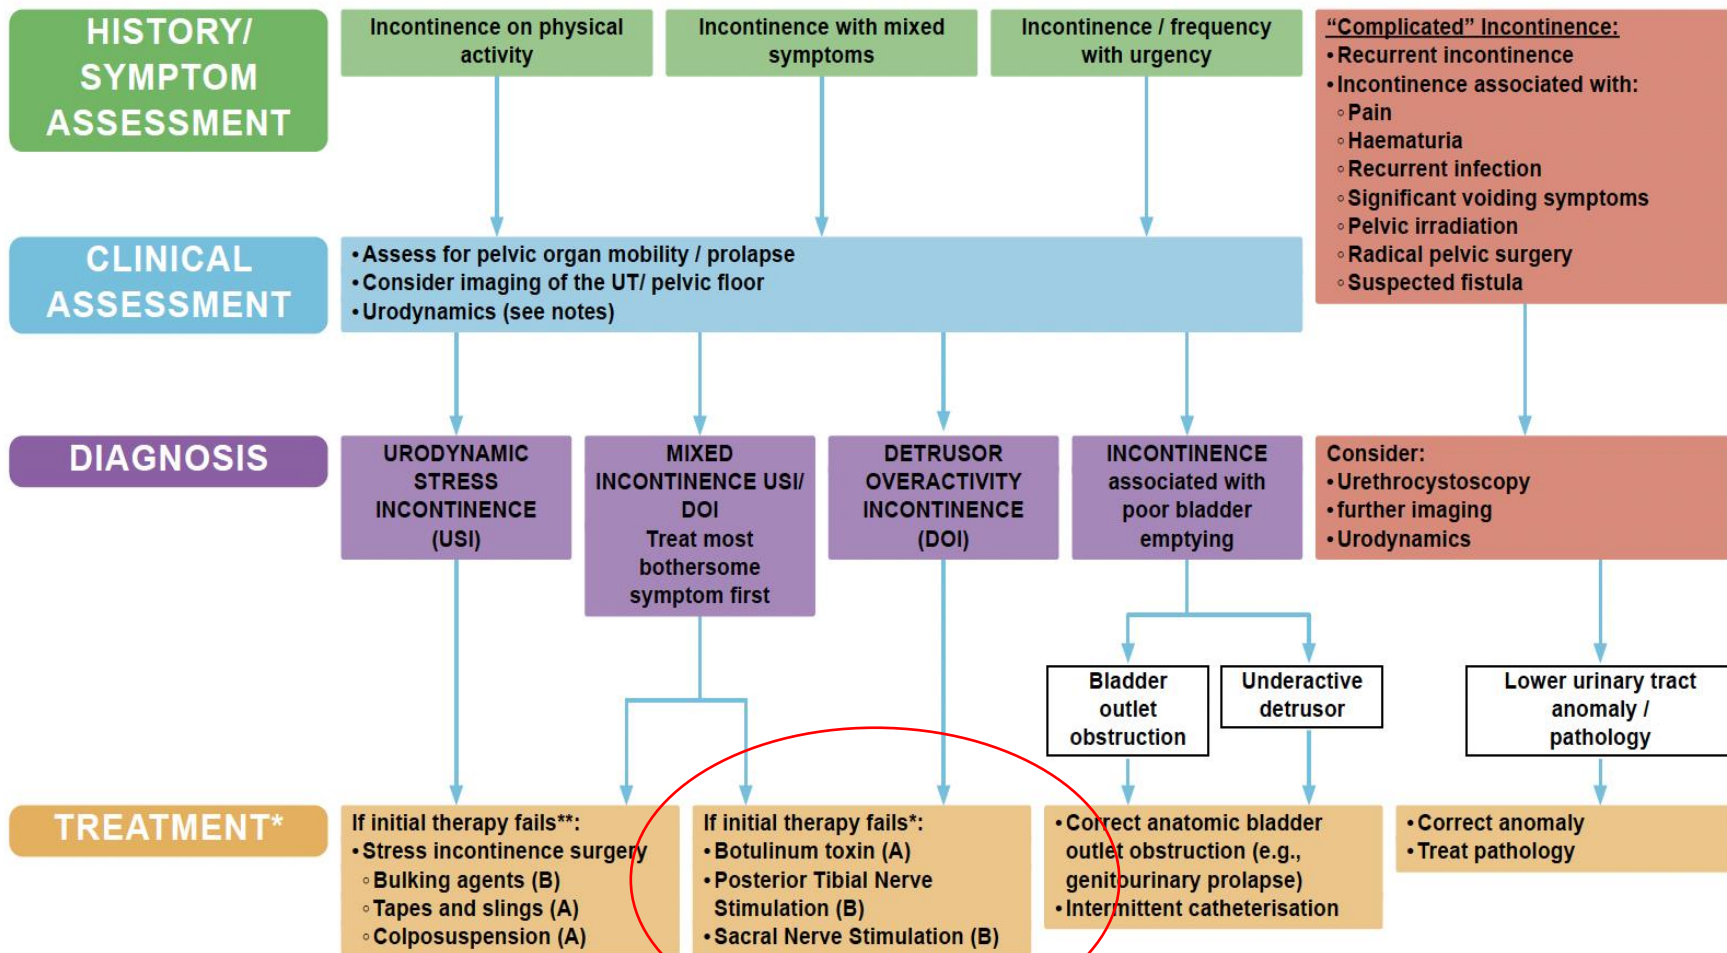 HISTORY/
SYMPTOM
ASSESSMENT
Incontinence on physical
activity
Incontinence with mixed
symptoms
Incontinence / frequency
with urgency
“Complicated” Incontinence:
• Recurrent incontinence
• Incontinence associated with:
◦ Pain
◦ Haematuria
◦ Recurrent infection
◦ Significant voiding symptoms
◦ Pelvic irradiation
◦ Radical pelvic surgery
◦ Suspected fistula
CLINICAL
ASSESSMENT
• Assess for pelvic organ mobility / prolapse
• Consider imaging of the UT/ pelvic floor
• Urodynamics (see notes)
DIAGNOSIS
URODYNAMIC
STRESS
INCONTINENCE
(USI)
MIXED
INCONTINENCE USI/
DOI
Treat most
bothersome
symptom first
DETRUSOR
OVERACTIVITY
INCONTINENCE
(DOI)
INCONTINENCE
associated with
poor bladder
emptying
Consider:
• Urethrocystoscopy
• further imaging
• Urodynamics
Bladder
outlet
obstruction
Underactive
detrusor
Lower urinary tract
anomaly /
pathology
TREATMENT*
If initial therapy fails**:
• Stress incontinence surgery
◦ Bulking agents (B)
◦ Tapes and slings (A)
◦ Colposuspension (A)
If initial therapy fails*:
• Botulinum toxin (A)
• Posterior Tibial Nerve
Stimulation (B)
• Sacral Nerve Stimulation (B)
• Correct anatomic bladder
outlet obstruction (e.g.,
genitourinary prolapse)
• Intermittent catheterisation
• Correct anomaly
• Treat pathology